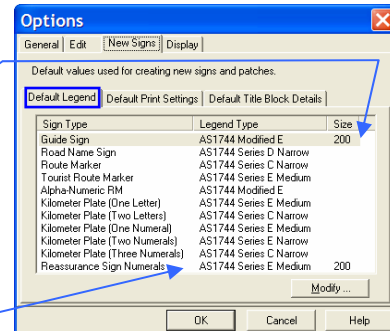 Options
General Edit New Signs Display
Default values used for creating new signs and patches.
Default Legend Default Print Settings Default Title Block Details
Sign Type Legend Type Size
Guide Sign AS1744 Modified E 200
Road Name Sign AS1744 Series D Narrow
Route Marker AS1744 Series C Narrow
Tourist Route Marker AS1744 Series E Medium
Alpha-Numeric RM AS1744 Modified E
Kilometer Plate (One Letter) AS1744 Series E Medium
Kilometer Plate (Two Letters) AS1744 Series C Narrow
Kilometer Plate (One Numeral) AS1744 Series E Medium
Kilometer Plate (Two Numerals) AS1744 Series E Narrow
Kilometer Plate (Three Numerals) AS1744 Series C Narrow
Reassurance Sign Numerals AS1744 Series E Medium 200
Modify ...
OK Cancel Help